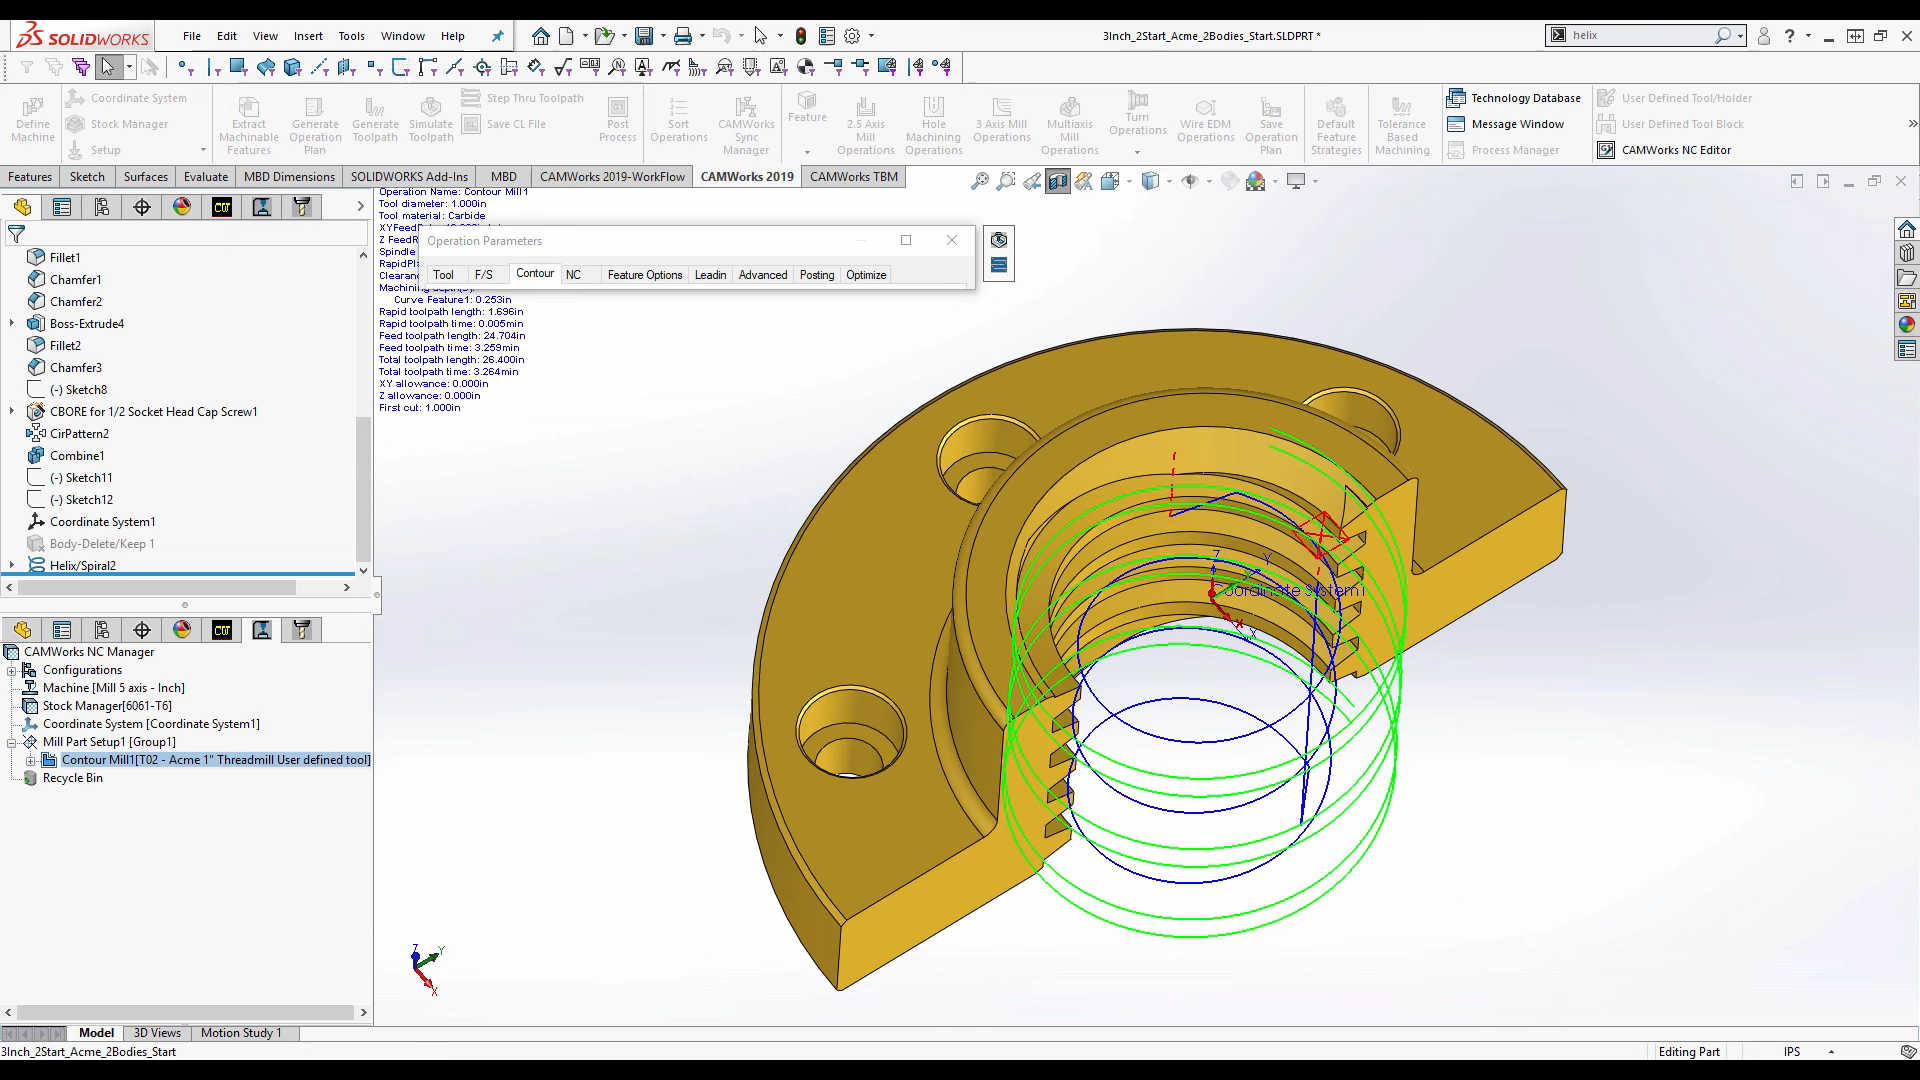 SOLIDWORKS File Edit View Insert Tools Window Help 3Inch_2Start_Acme_2Bodies_Start.SLDPRT * helix
Define Machine
Coordinate System
Stock Manager
Setup
Extract Machinable Features
Generate Operation Plan
Generate Toolpath
Simulate Toolpath
Step Thru Toolpath
Save CL File
Post Process
Sort Operations
CAMWorks Sync Manager
Feature
2.5 Axis Mill Operations
Hole Machining Operations
3 Axis Mill Operations
Multiaxis Mill Operations
Turn Operations
Wire EDM Operations
Save Operation Plan
Default Feature Strategies
Tolerance Based Machining
Technology Database
Message Window
Process Manager
User Defined Tool/Holder
User Defined Tool Block
CAMWorks NC Editor
Features Sketch Surfaces Evaluate MBD Dimensions SOLIDWORKS Add-Ins MBD CAMWorks 2019-WorkFlow CAMWorks 2019 CAMWorks TBM
Fillet1
Chamfer1
Chamfer2
Boss-Extrude4
Fillet2
Chamfer3
(-) Sketch8
CBORE for 1/2 Socket Head Cap Screw1
CirPattern2
Combine1
(-) Sketch11
(-) Sketch12
Coordinate System1
Body-Delete/Keep 1
Helix/Spiral2
CAMWorks NC Manager
Configurations
Machine [Mill 5 axis - Inch]
Stock Manager[6061-T6]
Coordinate System [Coordinate System1]
Mill Part Setup1 [Group1]
Contour Mill1[T02 - Acme 1" Threadmill User defined tool]
Recycle Bin
Operation Name: Contour Mill1
Tool diameter: 1.000in
Tool material: Carbide
Z FeedR
Spindle
RapidPla
Clearanc
Operation Parameters
Tool F/S Contour NC Feature Options Leadin Advanced Posting Optimize
Curve Feature1: 0.253in
Rapid toolpath length: 1.696in
Rapid toolpath time: 0.005min
Feed toolpath length: 24.704in
Feed toolpath time: 3.259min
Total toolpath length: 26.400in
Total toolpath time: 3.264min
XY allowance: 0.000in
Z allowance: 0.000in
First cut: 1.000in
Z Y
Coordinate System1
X X
Z Y
X
Model 3D Views Motion Study 1
3Inch_2Start_Acme_2Bodies_Start Editing Part IPS